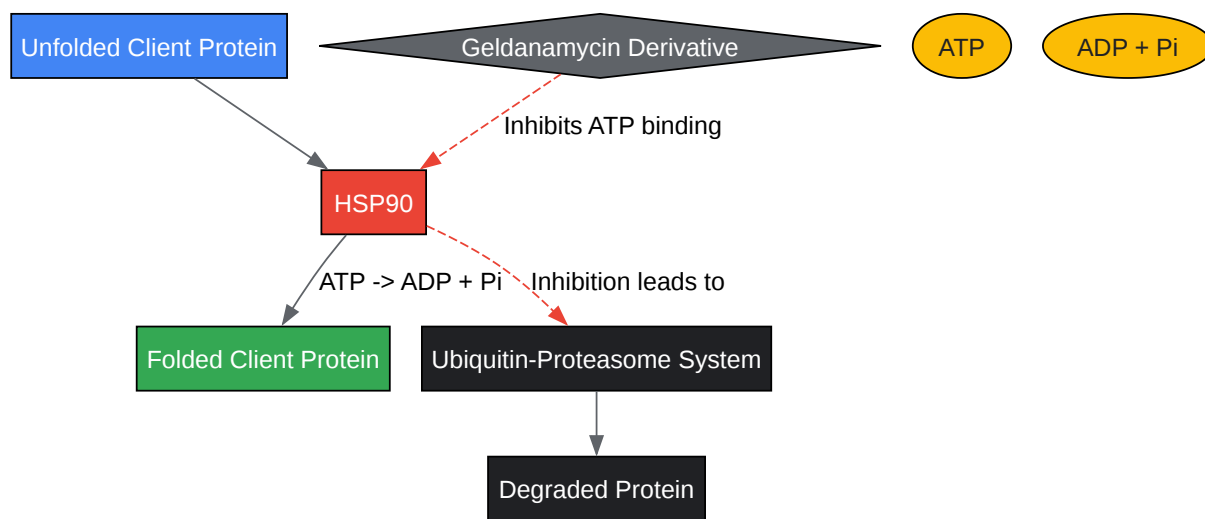 Unfolded Client Protein
Geldanamycin Derivative
ATP
ADP + Pi
Inhibits ATP binding
HSP90
ATP -> ADP + Pi
Inhibition leads to
Folded Client Protein
Ubiquitin-Proteasome System
Degraded Protein